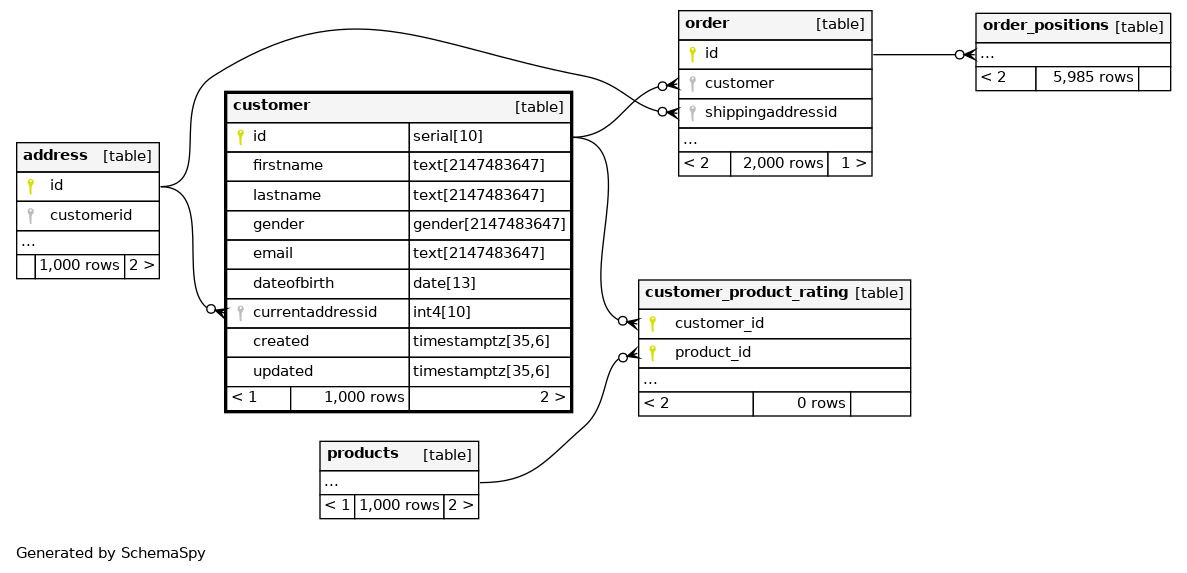 order [table]
id
customer
shippingaddressid
...
< 2 2,000 rows 1 >
order_positions [table]
...
< 2 5,985 rows
customer [table]
id serial[10]
firstname text[2147483647]
lastname text[2147483647]
gender gender[2147483647]
email text[2147483647]
dateofbirth date[13]
currentaddressid int4[10]
created timestamptz[35,6]
updated timestamptz[35,6]
< 1 1,000 rows 2 >
address [table]
id
customerid
...
1,000 rows 2 >
customer_product_rating [table]
customer_id
product_id
...
< 2 0 rows
products [table]
...
< 1 1,000 rows 2 >
Generated by SchemaSpy